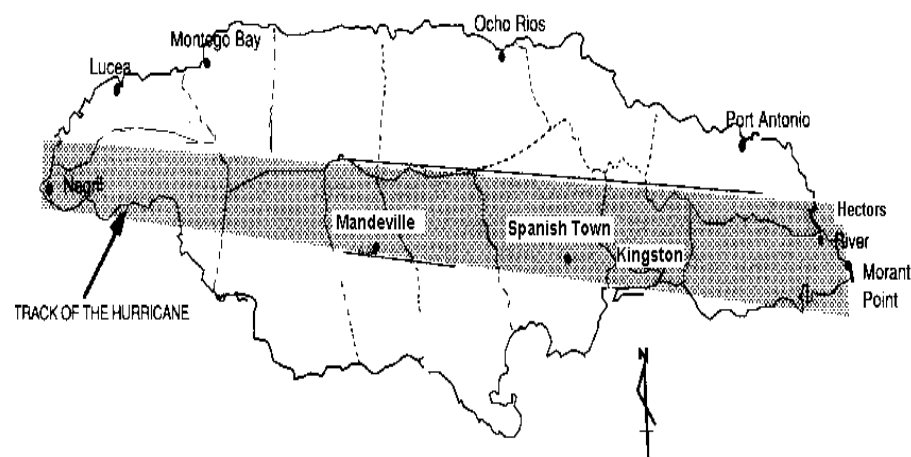 Ocho Rios
Montego Bay
Lucea
Port Antonio
Negril
Mandeville
Spanish Town
Hectors
River
Kingston
Morant
Point
TRACK OF THE HURRICANE
N